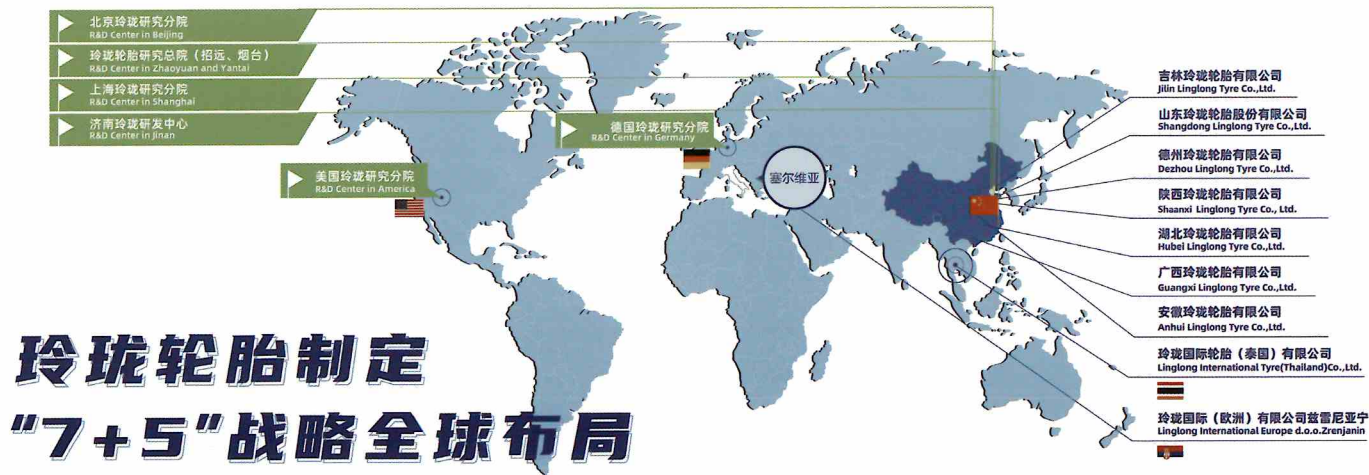 北京玲珑研究分院
R&D Center in Beijing
玲珑轮胎研究总院（招远、烟台）
R&D Center in Zhaoyuan and Yantai
上海玲珑研究分院
R&D Center in Shanghai
济南玲珑研发中心
R&D Center in Jinan
德国玲珑研究分院
R&D Center in Germany
美国玲珑研究分院
R&D Center in America
塞尔维亚
吉林玲珑轮胎有限公司
Jilin Linglong Tyre Co.,Ltd.
山东玲珑轮胎股份有限公司
Shangdong Linglong Tyre Co.,Ltd.
德州玲珑轮胎有限公司
Dezhou Linglong Tyre Co.,Ltd.
陕西玲珑轮胎有限公司
Shaanxi Linglong Tyre Co., Ltd.
湖北玲珑轮胎有限公司
Hubei Linglong Tyre Co.,Ltd.
广西玲珑轮胎有限公司
Guangxi Linglong Tyre Co.,Ltd.
安徽玲珑轮胎有限公司
Anhui Linglong Tyre Co.,Ltd.
玲珑国际轮胎（泰国）有限公司
Linglong International Tyre(Thailand)Co.,Ltd.
玲珑国际（欧洲）有限公司兹雷尼亚宁
Linglong International Europe d.o.o.Zrenjanin
玲珑轮胎制定
“7+5”战略全球布局